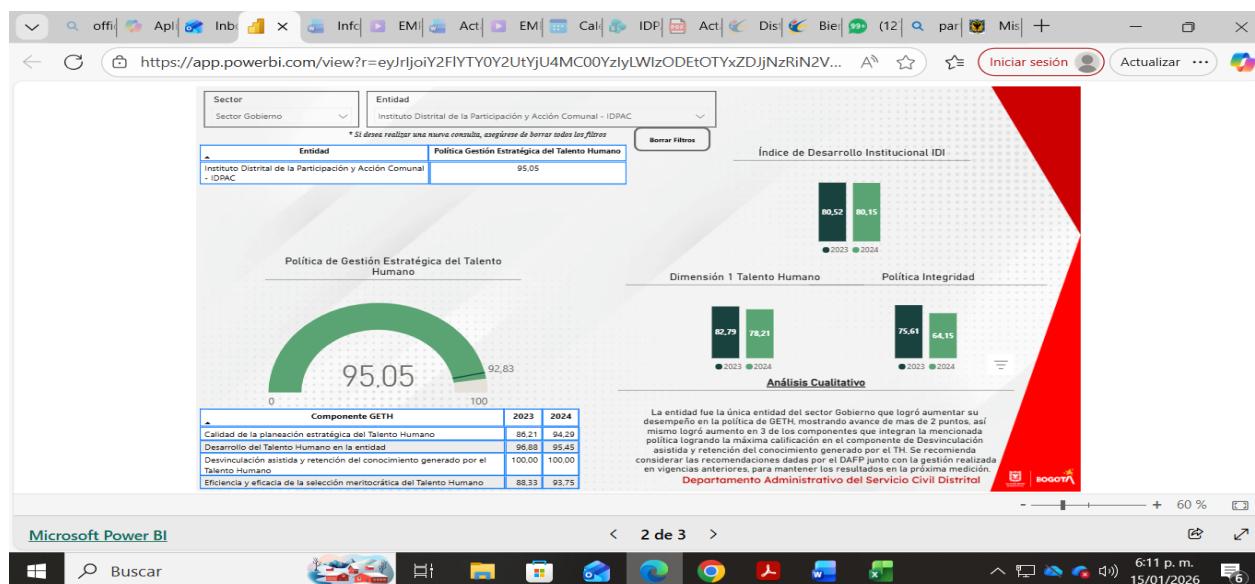 offi
Apl
Inb
Info
EMI
Act
EM
Cal
IDP
Act
Dist
Bie
(12
par
Mis
https://app.powerbi.com/view?r=
Iniciar sesión
Actualizar
Sector
Sector Gobierno
Entidad
Instituto Distrital de la Participación y Acción Comunal - IDPAC
* Si desea realizar una nueva consulta, asegúrese de borrar todos los filtros
Borrar Filtros
Entidad Política Gestión Estratégica del Talento Humano
Instituto Distrital de la Participación y Acción Comunal 95,05
- IDPAC
Índice de Desarrollo Institucional IDI
80,52 80,15
2023 2024
Política de Gestión Estratégica del Talento
Humano
95,05
92,83
0 100
Dimensión 1 Talento Humano
82,79 78,21
2023 2024
Política Integridad
75,61 64,15
2023 2024
Componente GETH 2023 2024
Calidad de la planeación estratégica del Talento Humano 86,21 94,29
Desarrollo del Talento Humano en la entidad 96,88 95,45
Desvinculación asistida y retención del conocimiento generado por el 100,00 100,00
Talento Humano
Eficiencia y eficacia de la selección meritocrática del Talento Humano 88,33 93,75
Análisis Cualitativo
La entidad fue la única entidad del sector Gobierno que logró aumentar su
desempeño en la política de GETH, mostrando avance de mas de 2 puntos, así
mismo logró aumento en 3 de los componentes que integran la mencionada
política logrando la máxima calificación en el componente de Desvinculación
asistida y retención del conocimiento generado por el TH. Se recomienda
considerar las recomendaciones dadas por el DAFP junto con la gestión realizada
en vigencias anteriores, para mantener los resultados en la próxima medición.
Departamento Administrativo del Servicio Civil Distrital
BOGOTÁ
60 %
Microsoft Power BI
2 de 3
Buscar
6:11 p. m.
15/01/2026